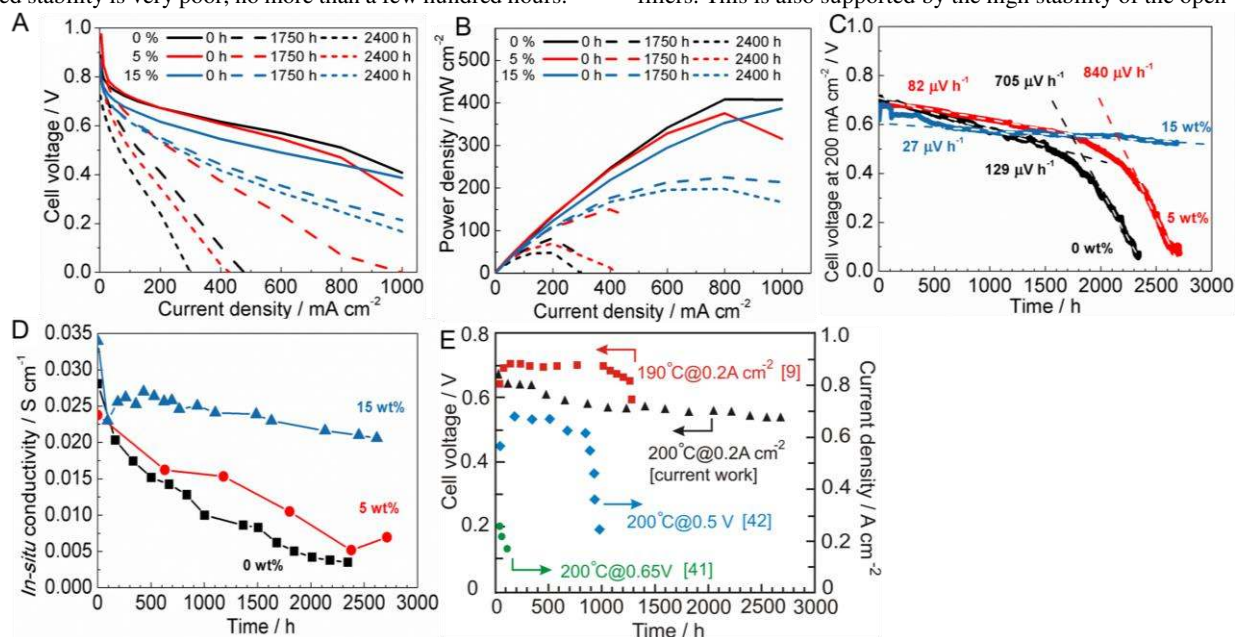 ed stability is very poor, no more than a few hundred hours.
fillers. This is also supported by the high stability of the open
A
0 % 0 h 1750 h 2400 h
5 % 0 h 1750 h 2400 h
15 % 0 h 1750 h 2400 h
Cell voltage / V
1.0
0.8
0.6
0.4
0.2
0.0
0 200 400 600 800 1000
Current density / mA cm-2
B
0 % 0 h 1750 h 2400 h
5 % 0 h 1750 h 2400 h
15 % 0 h 1750 h 2400 h
Power density / mW cm-2
550
500
400
300
200
100
50
0
0 200 400 600 800 1000
Current density / mA cm-2
C
Cell voltage at 200 mA cm-2 / V
1.0
0.8
0.6
0.4
0.2
0.0
82 µV h-1
705 µV h-1
840 µV h-1
15 wt%
27 µV h-1
129 µV h-1
5 wt%
0 wt%
0 500 1000 1500 2000 2500 3000
Time / h
D
In-situ conductivity / S cm-1
0.035
0.030
0.025
0.020
0.015
0.010
0.005
0.000
15 wt%
5 wt%
0 wt%
0 500 1000 1500 2000 2500 3000
Time / h
E
Cell voltage / V
0.8
0.6
0.4
0.2
0.0
190°C@0.2A cm-2 [9]
200°C@0.2A cm-2
[current work]
200°C@0.5 V [42]
200°C@0.65V [41]
0 500 1000 1500 2000 2500 3000
Time / h
1.0
0.8
0.6
0.4
0.2
0.0
Current density / A cm-2